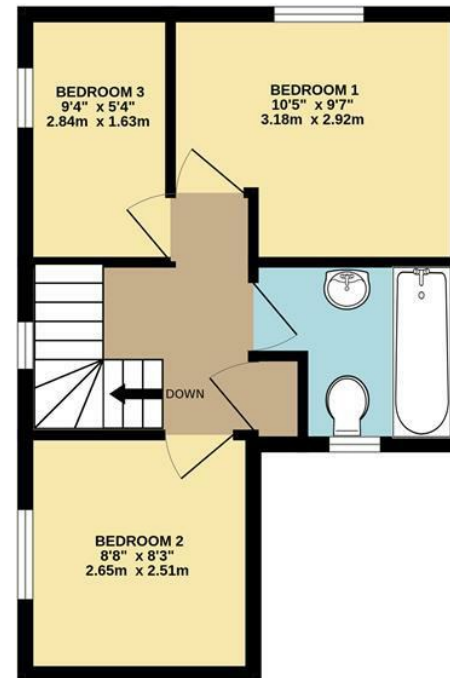 BEDROOM 3
9'4" x 5'4"
2.84m x 1.63m
BEDROOM 1
10'5" x 9'7"
3.18m x 2.92m
DOWN
BEDROOM 2
8'8" x 8'3"
2.65m x 2.51m